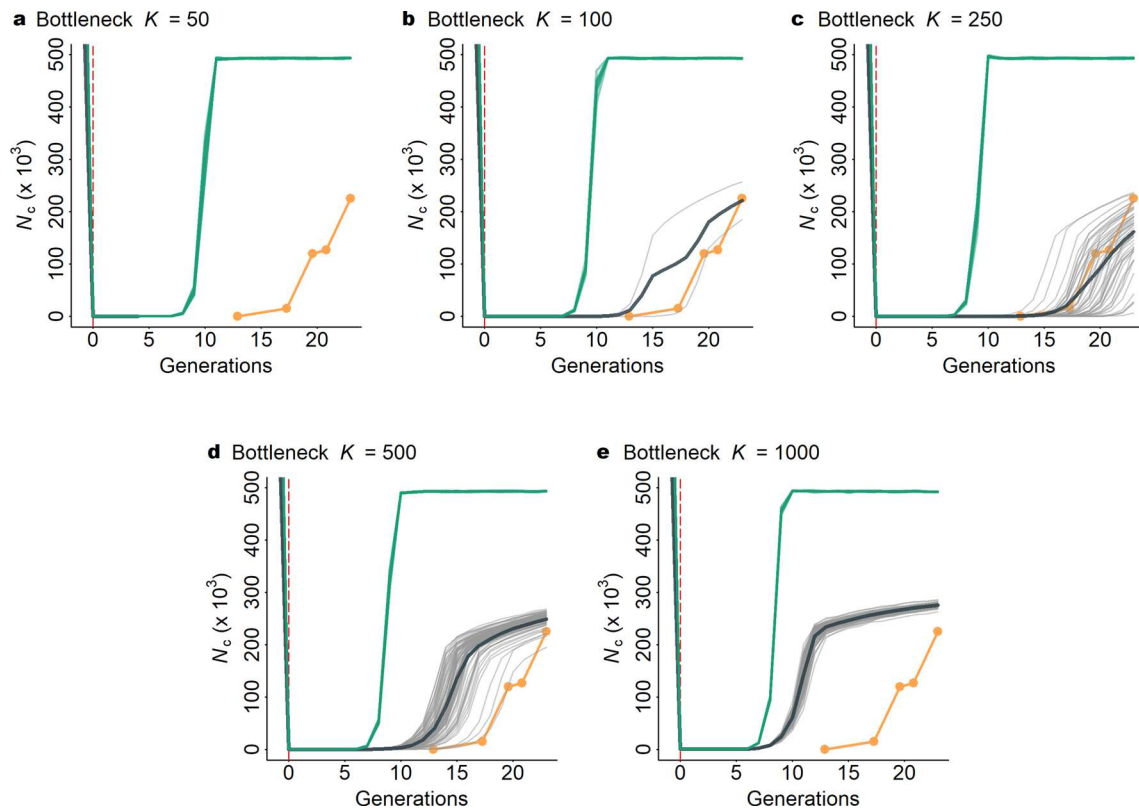 a Bottleneck K = 50
b Bottleneck K = 100
c Bottleneck K = 250
500
400
300
200
100
0
Nc (x 10³)
0 5 10 15 20
Generations
500
400
300
200
100
0
Nc (x 10³)
0 5 10 15 20
Generations
500
400
300
200
100
0
Nc (x 10³)
0 5 10 15 20
Generations
d Bottleneck K = 500
e Bottleneck K = 1000
500
400
300
200
100
0
Nc (x 10³)
0 5 10 15 20
Generations
500
400
300
200
100
0
Nc (x 10³)
0 5 10 15 20
Generations